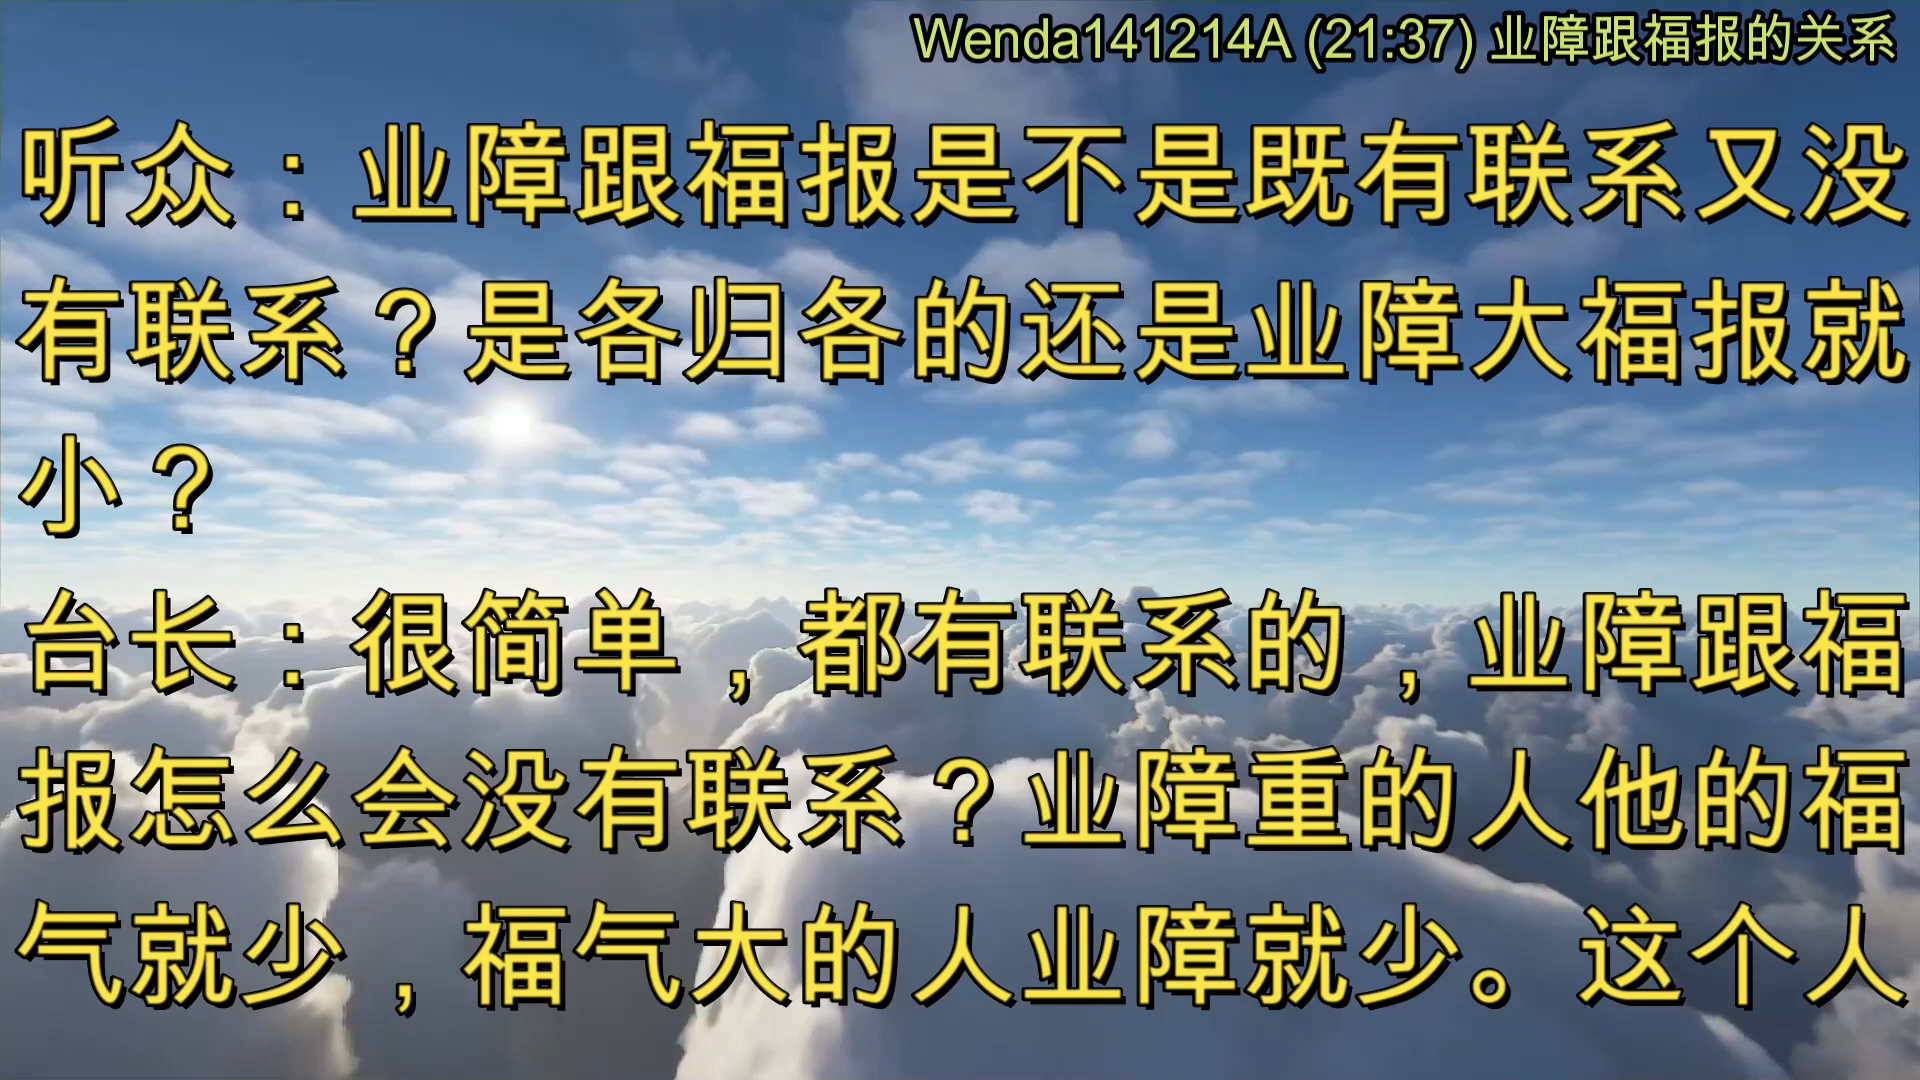 Wenda141214A (21:37) 业障跟福报的关系
听众：业障跟福报是不是既有联系又没
有联系？是各归各的还是业障大福报就
小？
台长：很简单，都有联系的，业障跟福
报怎么会没有联系？业障重的人他的福
气就少，福气大的人业障就少。这个人